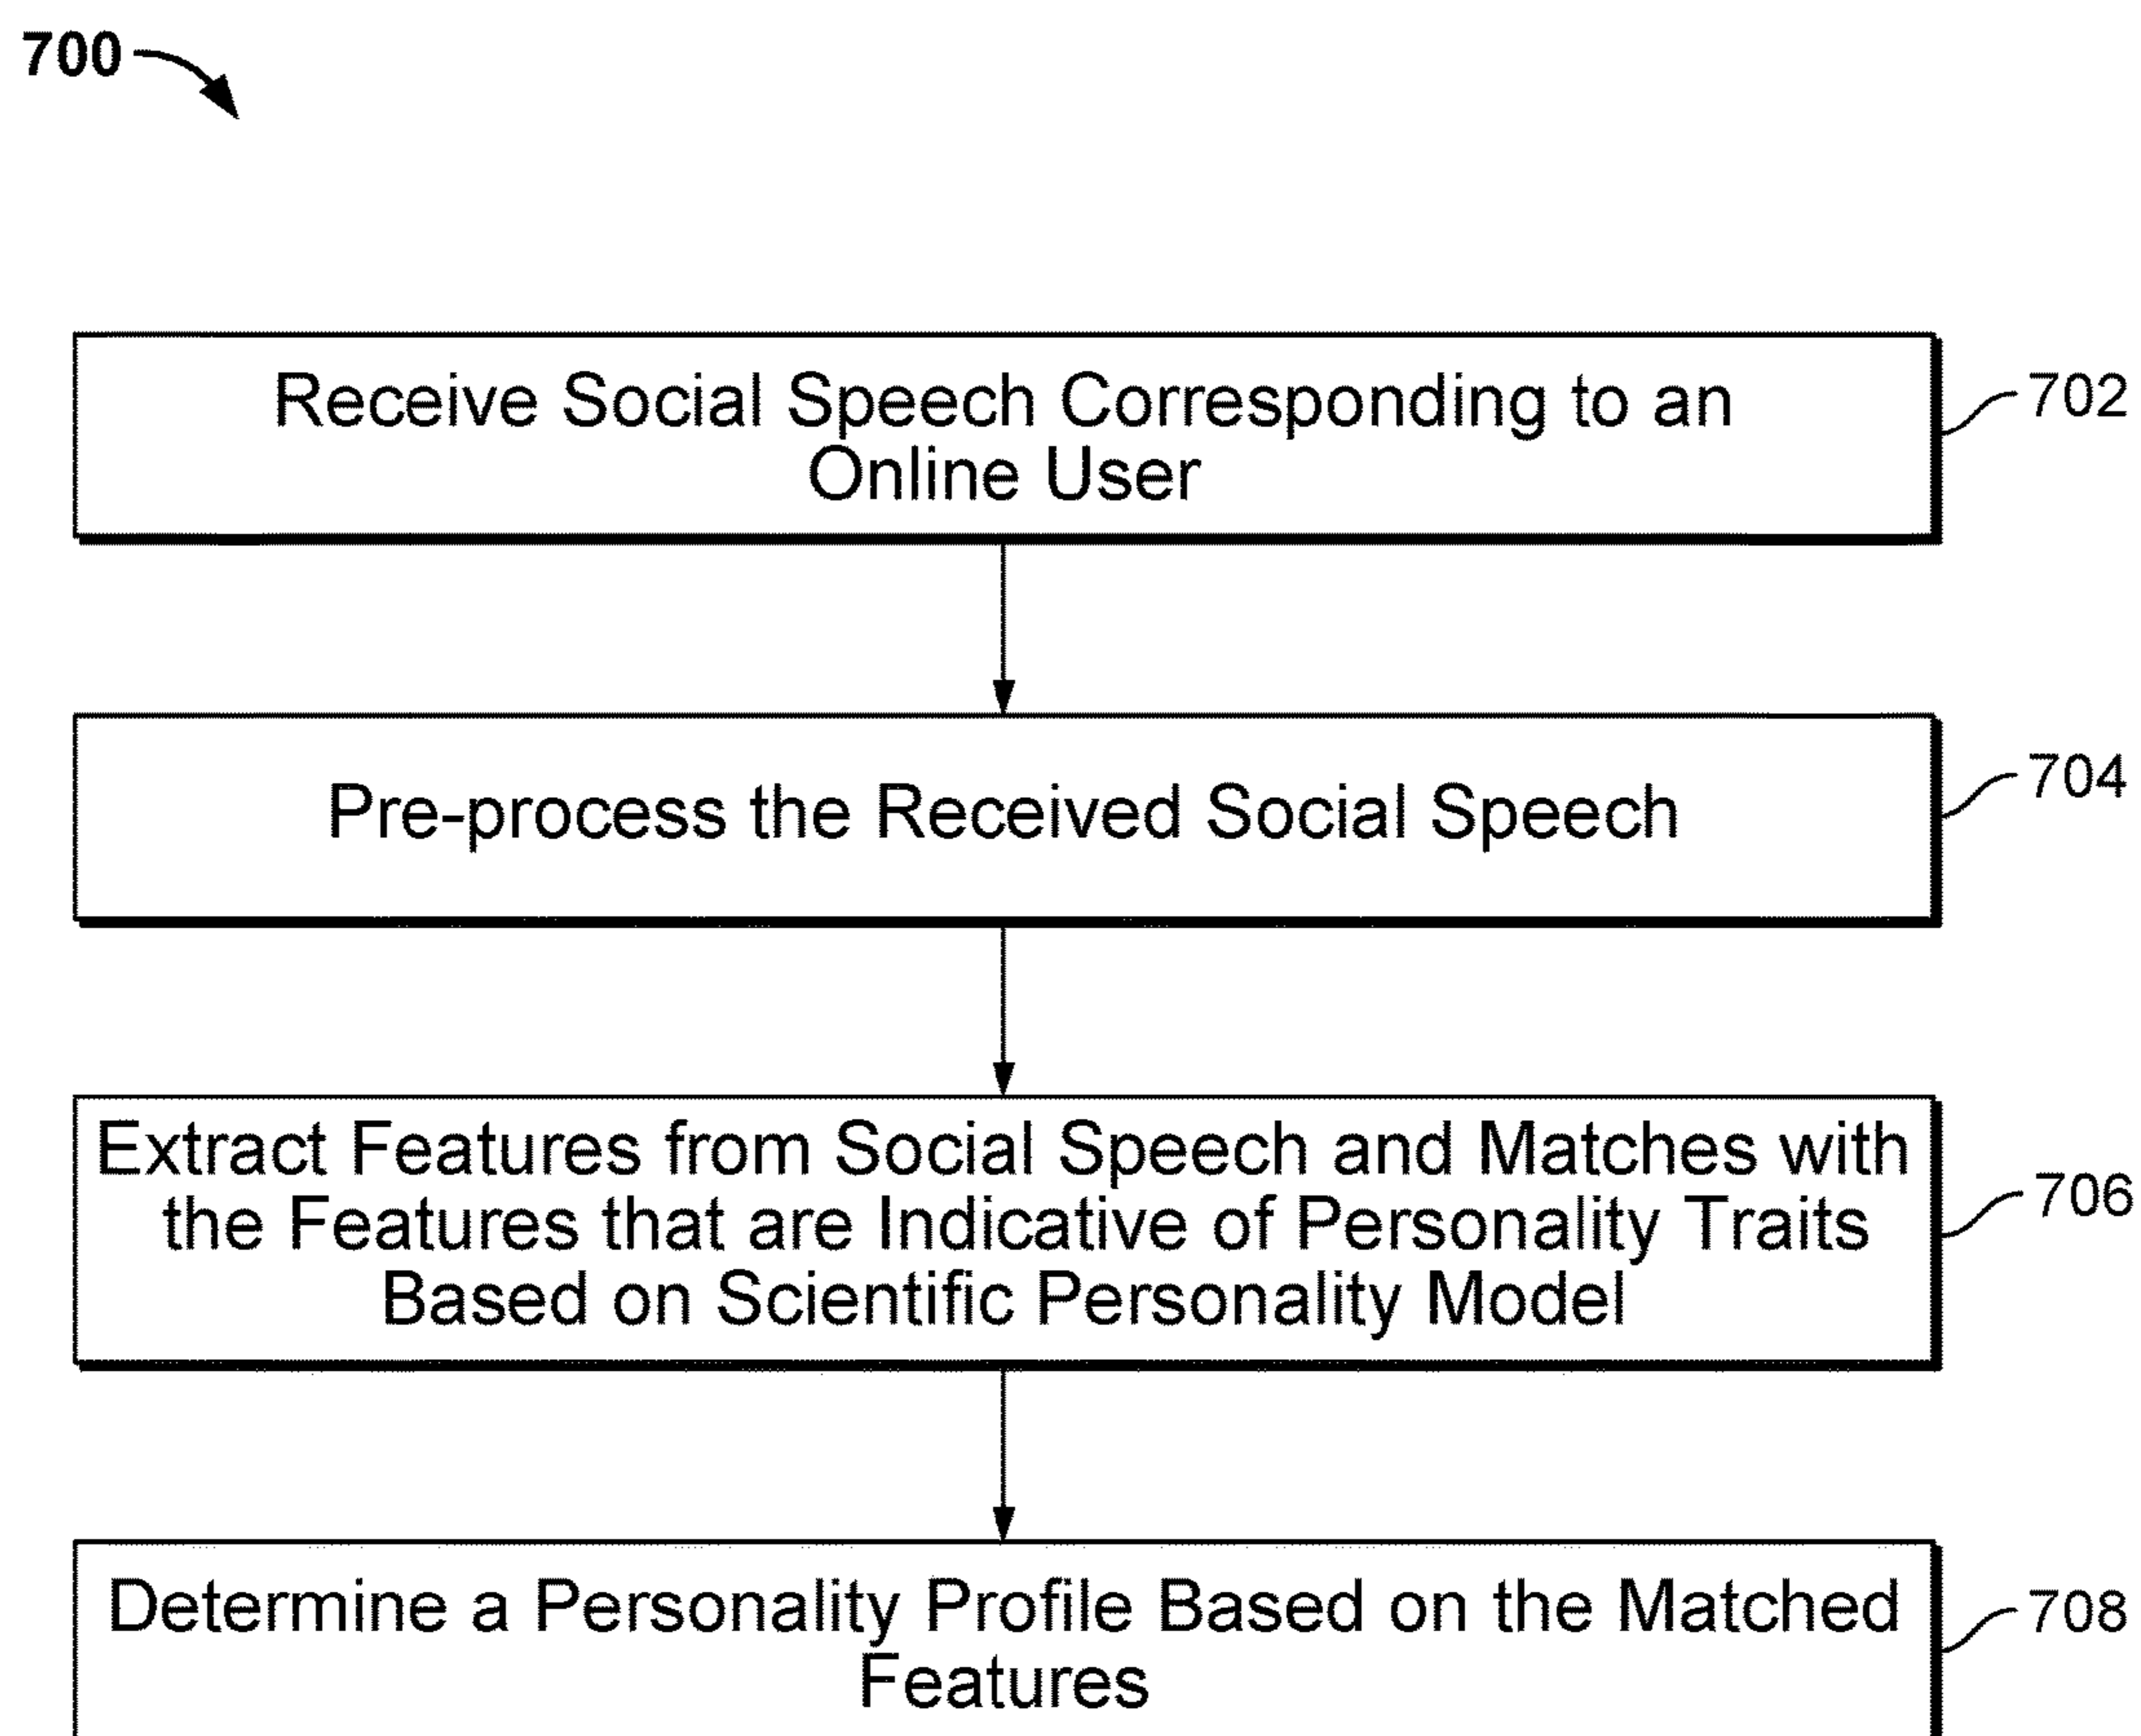 700
Receive Social Speech Corresponding to an
Online User
702
Pre-process the Received Social Speech
704
Extract Features from Social Speech and Matches with
the Features that are Indicative of Personality Traits
Based on Scientific Personality Model
706
Determine a Personality Profile Based on the Matched
Features
708